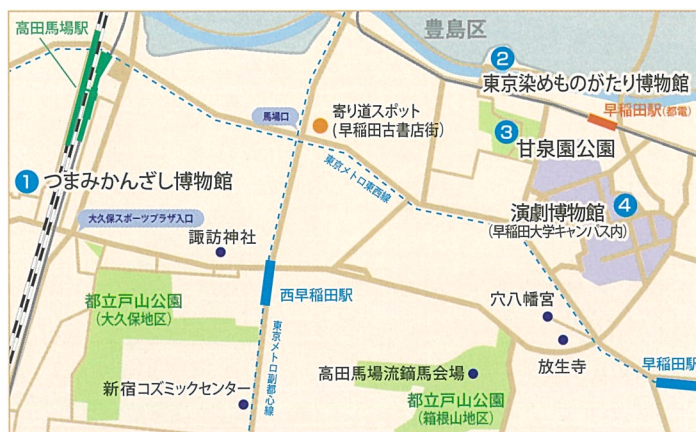 高田馬場駅
豊島区
2
東京染めものがたり博物館
早稲田駅(都電)
馬場口
寄り道スポット
(早稲田古書店街)
3
甘泉園公園
東京メトロ東西線
1
つまみかんざし博物館
大久保スポーツプラザ入口
演劇博物館
(早稲田大学キャンパス内)
4
諏訪神社
都立戸山公園
(大久保地区)
西早稲田駅
穴八幡宮
放生寺
東京メトロ副都心線
早稲田駅
高田馬場流鏑馬会場
新宿コズミックセンター
都立戸山公園
(箱根山地区)